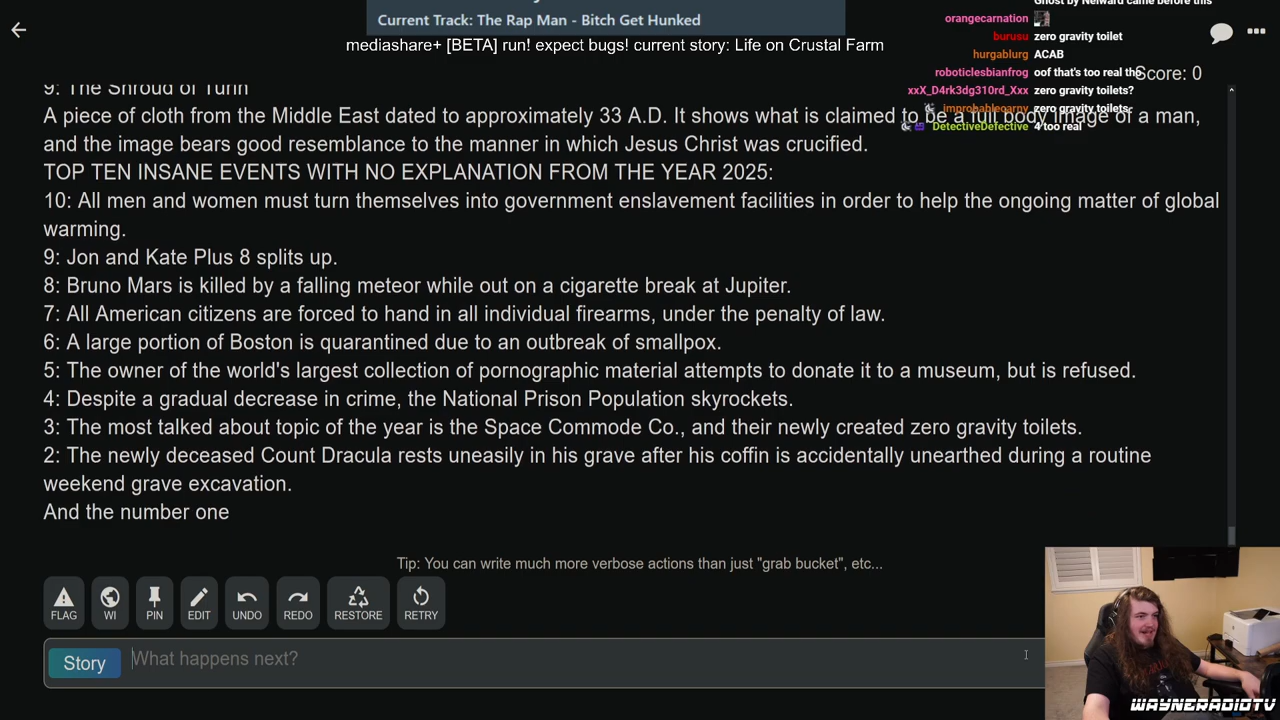 Ghost by Neiward came before this
Current Track: The Rap Man - Bitch Get Hunked
orangecarnation
mediashare+ [BETA] run! expect bugs! current story: Life on Crustal Farm
burusu zero gravity toilet
hurgablurg ACAB
roboticlesbianfrog oof that's too real tho
Score: 0
xxX_D4rk3dg310rd_Xxx zero gravity toilets?
improbablecarny zero gravity toilets
DetectiveDefective 4 too real
9: The Shroud of Turin
A piece of cloth from the Middle East dated to approximately 33 A.D. It shows what is claimed to be a full body image of a man,
and the image bears good resemblance to the manner in which Jesus Christ was crucified.
TOP TEN INSANE EVENTS WITH NO EXPLANATION FROM THE YEAR 2025:
10: All men and women must turn themselves into government enslavement facilities in order to help the ongoing matter of global
warming.
9: Jon and Kate Plus 8 splits up.
8: Bruno Mars is killed by a falling meteor while out on a cigarette break at Jupiter.
7: All American citizens are forced to hand in all individual firearms, under the penalty of law.
6: A large portion of Boston is quarantined due to an outbreak of smallpox.
5: The owner of the world's largest collection of pornographic material attempts to donate it to a museum, but is refused.
4: Despite a gradual decrease in crime, the National Prison Population skyrockets.
3: The most talked about topic of the year is the Space Commode Co., and their newly created zero gravity toilets.
2: The newly deceased Count Dracula rests uneasily in his grave after his coffin is accidentally unearthed during a routine
weekend grave excavation.
And the number one
Tip: You can write much more verbose actions than just "grab bucket", etc...
FLAG WI PIN EDIT UNDO REDO RESTORE RETRY
Story What happens next?
WAYNERADIOTV